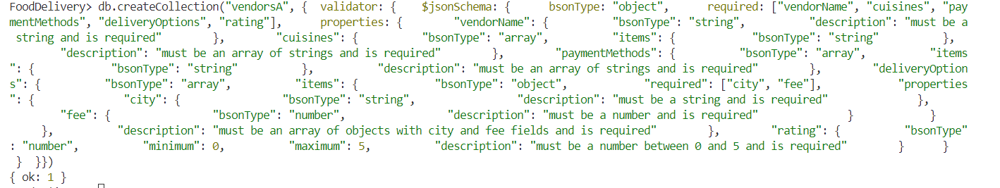 FoodDelivery> db.createCollection("vendorsA", {  validator: {    $jsonSchema: {      bsonType: "object",      required: ["vendorName", "cuisines", "pay
mentMethods", "deliveryOptions", "rating"],      properties: {        "vendorName": {          "bsonType": "string",          "description": "must be a
 string and is required"        },        "cuisines": {          "bsonType": "array",          "items": {            "bsonType": "string"          },
          "description": "must be an array of strings and is required"        },        "paymentMethods": {          "bsonType": "array",          "items
": {            "bsonType": "string"          },          "description": "must be an array of strings and is required"        },        "deliveryOption
s": {          "bsonType": "array",          "items": {            "bsonType": "object",            "required": ["city", "fee"],            "properties
": {              "city": {                "bsonType": "string",                "description": "must be a string and is required"              },
          "fee": {                "bsonType": "number",                "description": "must be a number and is required"              }            }
      },          "description": "must be an array of objects with city and fee fields and is required"        },        "rating": {          "bsonType"
: "number",          "minimum": 0,          "maximum": 5,          "description": "must be a number between 0 and 5 and is required"        }      }
 }  }})
{ ok: 1 }